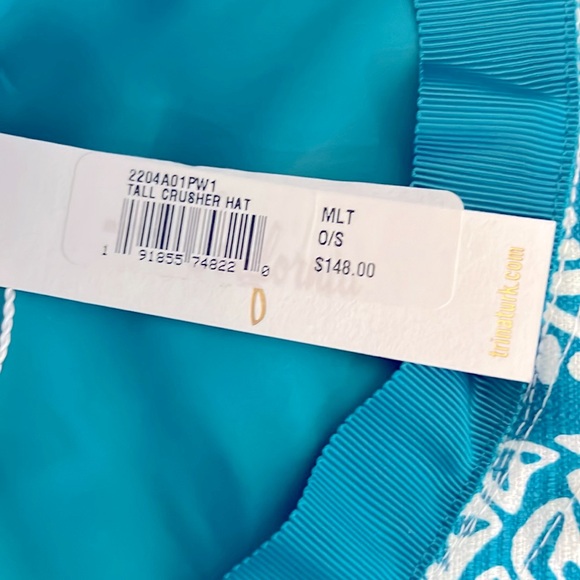 2204A01PW1
TALL CRUSHER HAT
MLT
O/S
$148.00
1 91855 74822 0
trinaturk.com